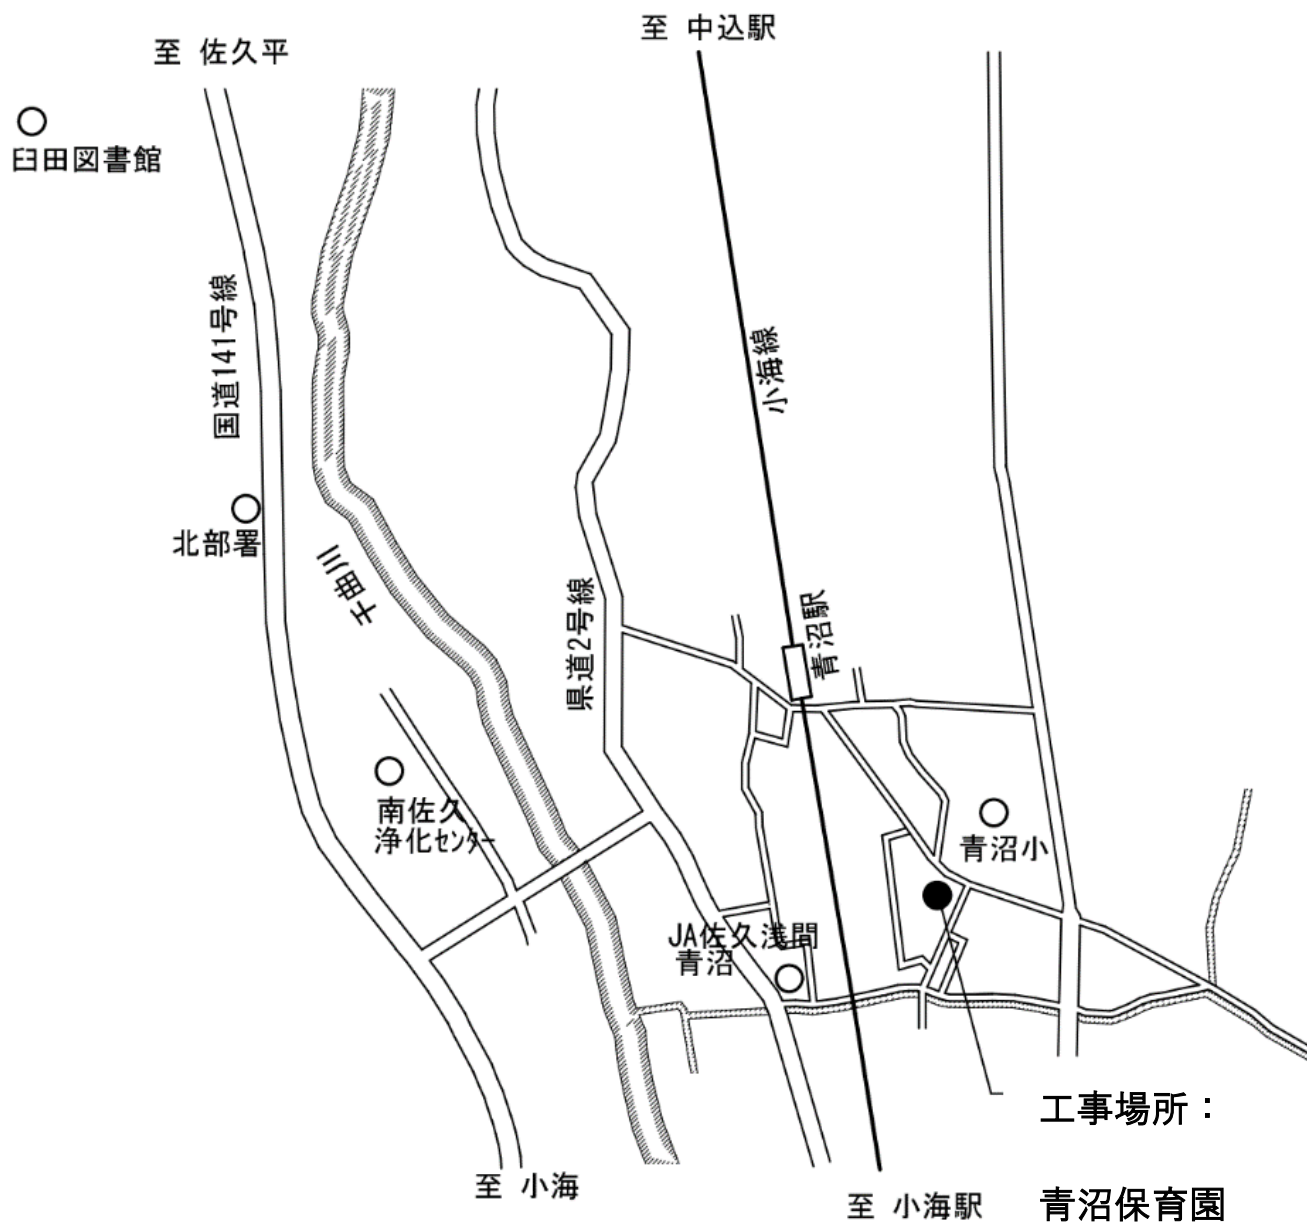 至 中込駅
至 佐久平
臼田図書館
国道141号線
小海線
北部署
千曲川
県道2号線
青沼駅
南佐久
浄化ｾﾝﾀｰ
青沼小
JA佐久浅間
青沼
工事場所：
至 小海
至 小海駅
青沼保育園